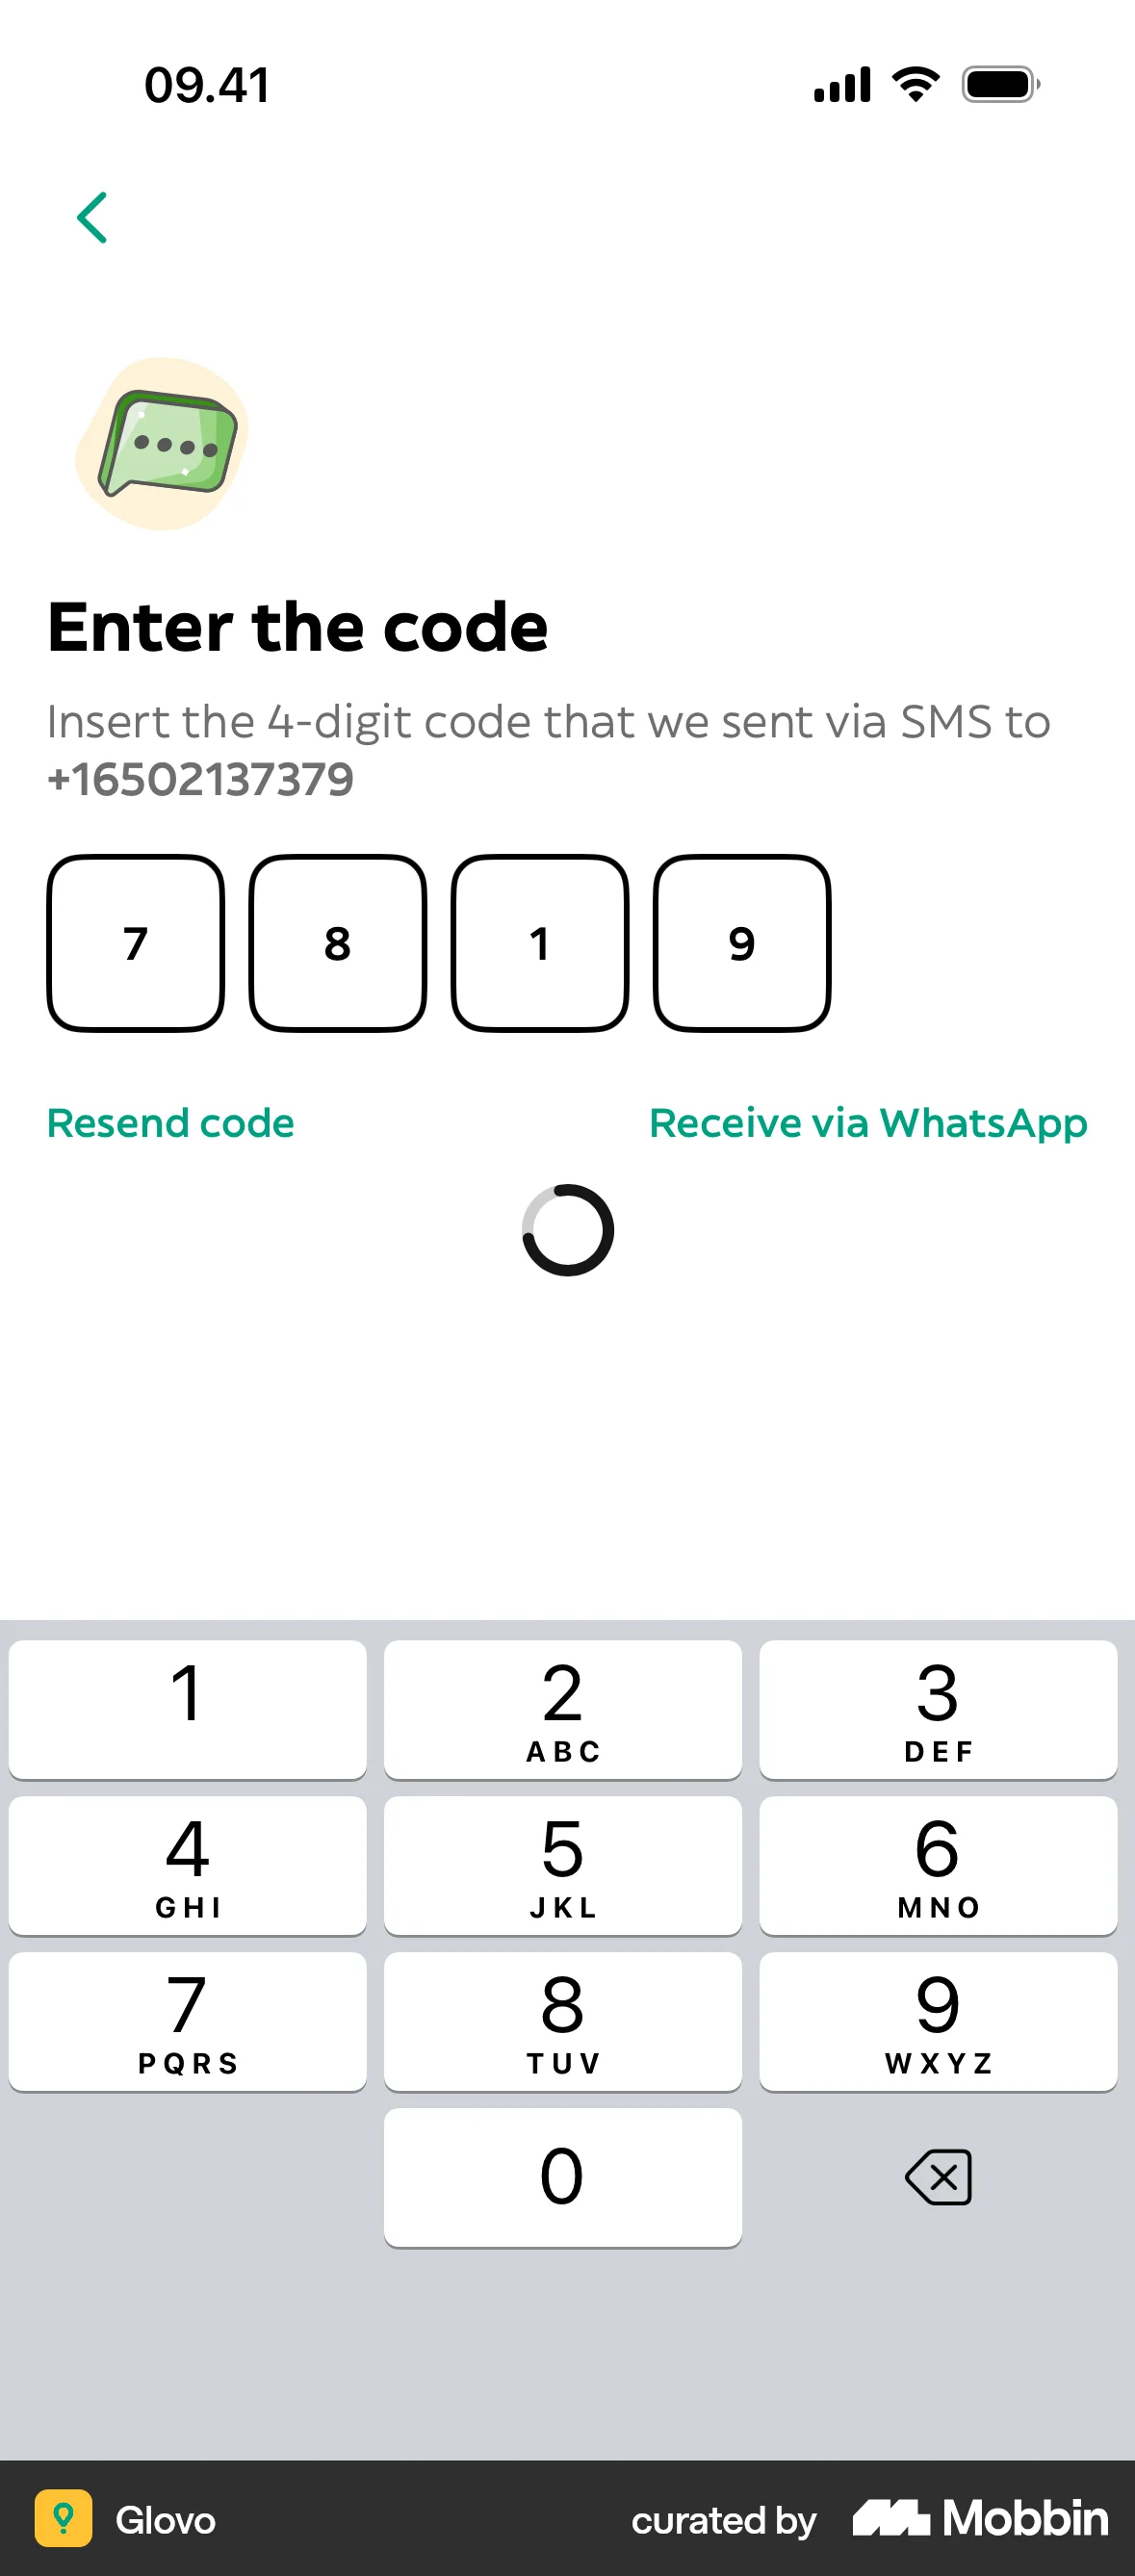 09.41
Enter the code
Insert the 4-digit code that we sent via SMS to
+16502137379
7 8 1 9
Resend code Receive via WhatsApp
1 2 3
ABC DEF
4 5 6
GHI JKL MNO
7 8 9
PQRS TUV WXYZ
0
Glovo curated by Mobbin